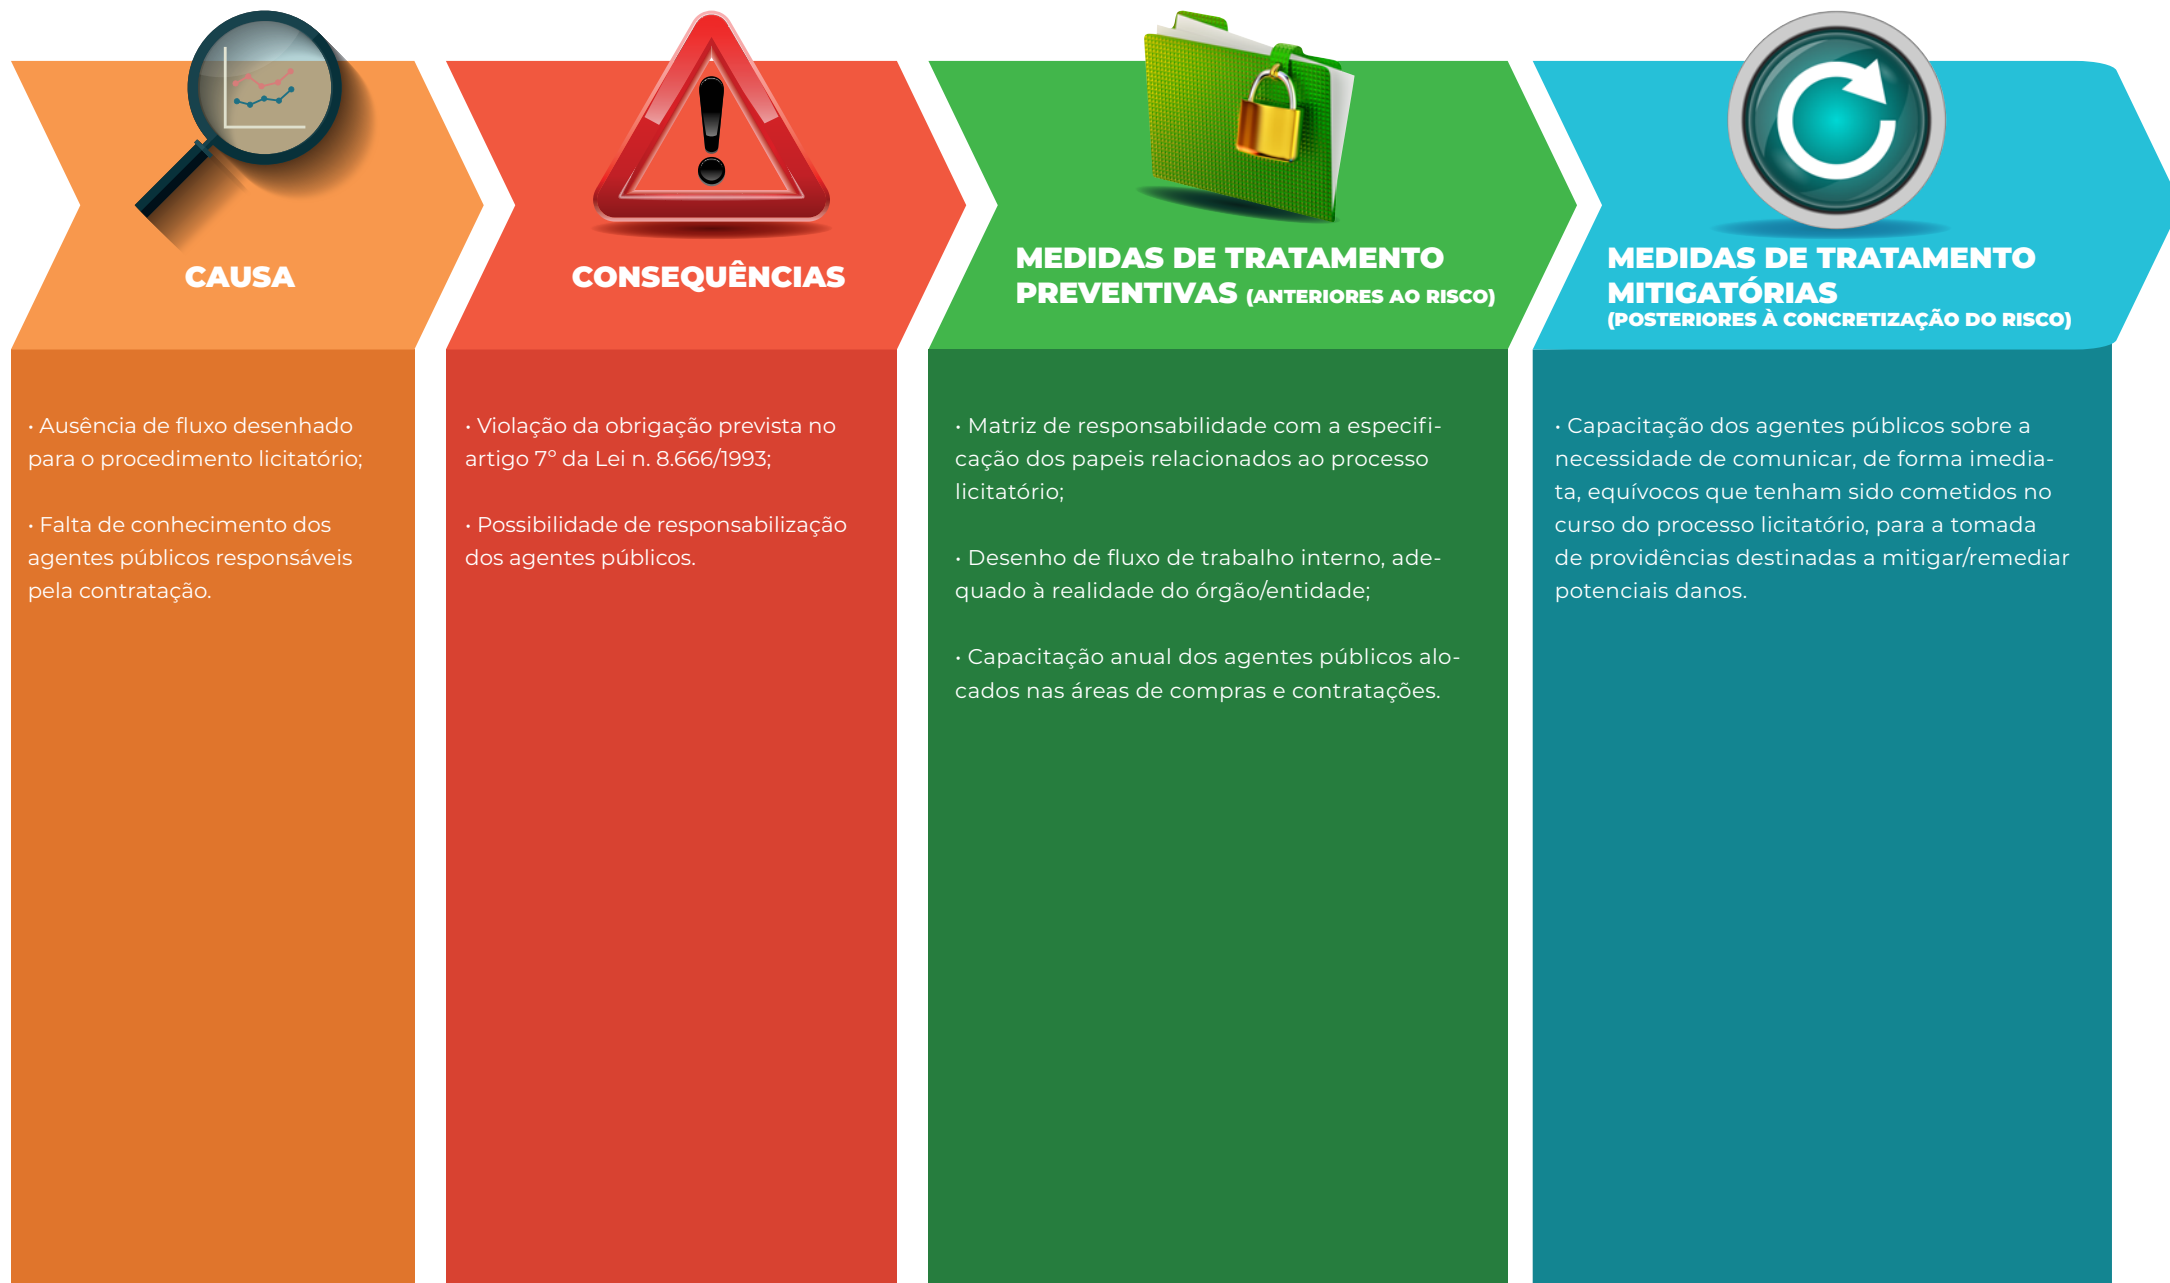 CAUSA
• Ausência de fluxo desenhado
para o procedimento licitatório;
• Falta de conhecimento dos
agentes públicos responsáveis
pela contratação.
CONSEQUÊNCIAS
• Violação da obrigação prevista no
artigo 7º da Lei n. 8.666/1993;
• Possibilidade de responsabilização
dos agentes públicos.
MEDIDAS DE TRATAMENTO
PREVENTIVAS (ANTERIORES AO RISCO)
• Matriz de responsabilidade com a especifi-
cação dos papeis relacionados ao processo
licitatório;
• Desenho de fluxo de trabalho interno, ade-
quado à realidade do órgão/entidade;
• Capacitação anual dos agentes públicos alo-
cados nas áreas de compras e contratações.
MEDIDAS DE TRATAMENTO
MITIGATÓRIAS
(POSTERIORES À CONCRETIZAÇÃO DO RISCO)
• Capacitação dos agentes públicos sobre a
necessidade de comunicar, de forma imedia-
ta, equívocos que tenham sido cometidos no
curso do processo licitatório, para a tomada
de providências destinadas a mitigar/remediar
potenciais danos.